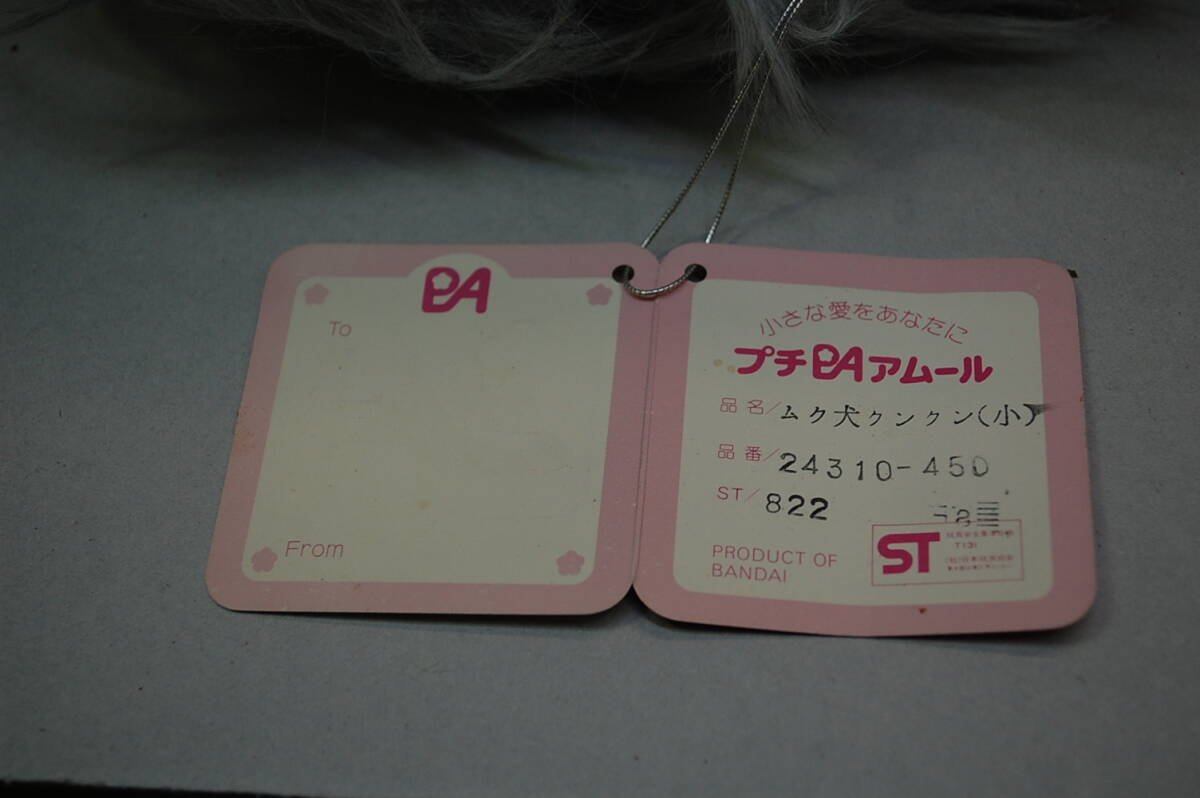 PA
To
From
小さな愛をあなたに
プチPAアムール
品名/ムク犬クンクン(小)
品番/24310-450
ST/822
ST
T131
PRODUCT OF
BANDAI